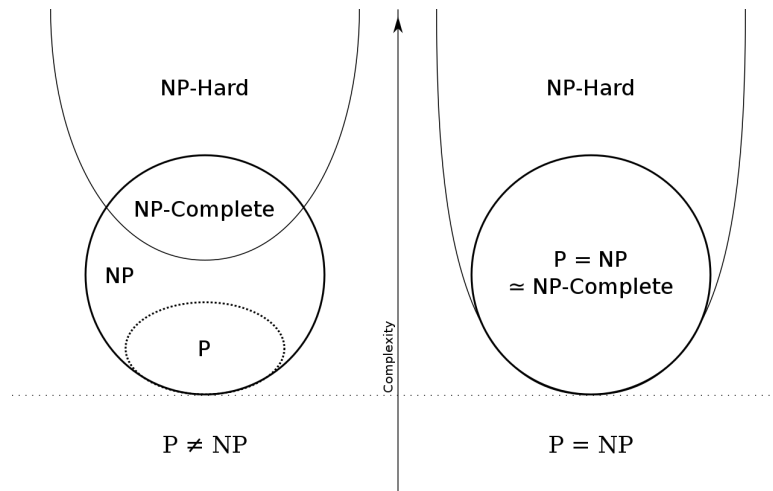 NP-Hard
NP-Complete
NP
P
P ≠ NP
Complexity
NP-Hard
P = NP
≃ NP-Complete
P = NP